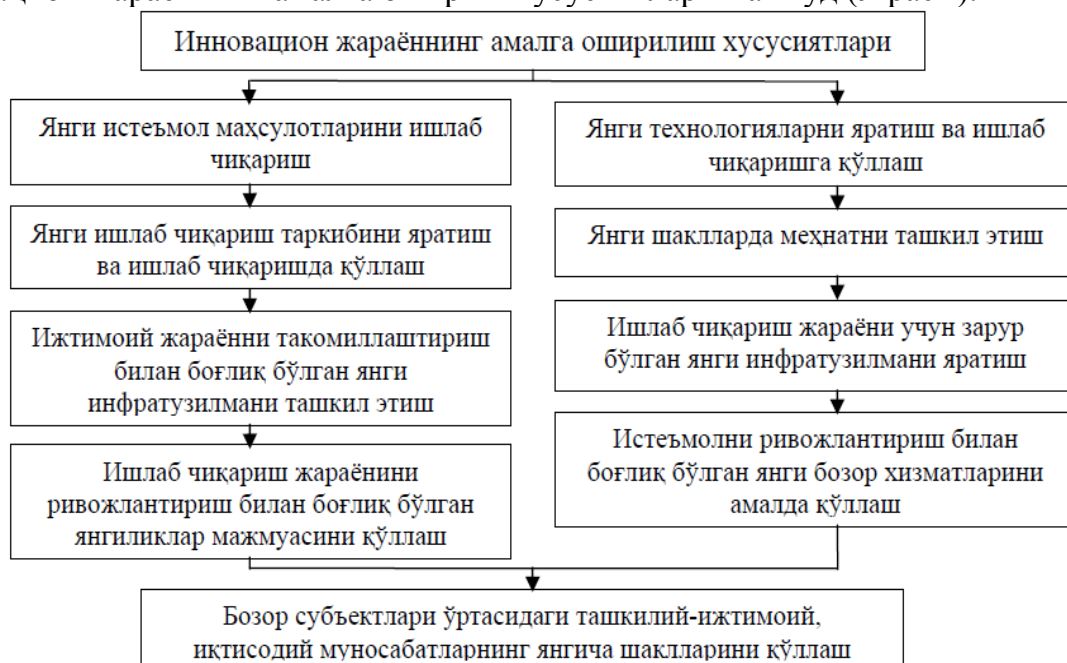 Инновацион жараённинг амалга оширилиш хусусиятлари
Янги истеъмол маҳсулотларини ишлаб
чиқариш
Янги ишлаб чиқариш таркибини яратиш
ва ишлаб чиқаришда қўллаш
Ижтимоий жараённи такомиллаштириш
билан боғлиқ бўлган янги
инфратузилмани ташкил этиш
Ишлаб чиқариш жараёнини
ривожлантириш билан боғлиқ бўлган
янгиликлар мажмуасини қўллаш
Янги технологияларни яратиш ва ишлаб
чиқаришга қўллаш
Янги шаклларда меҳнатни ташкил этиш
Ишлаб чиқариш жараёни учун зарур
бўлган янги инфратузилмани яратиш
Истеъмолни ривожлантириш билан
боғлиқ бўлган янги бозор хизматларини
амалда қўллаш
Бозор субъектлари ўртасидаги ташкилий-ижтимоий,
иқтисодий муносабатларнинг янгича шаклларини қўллаш